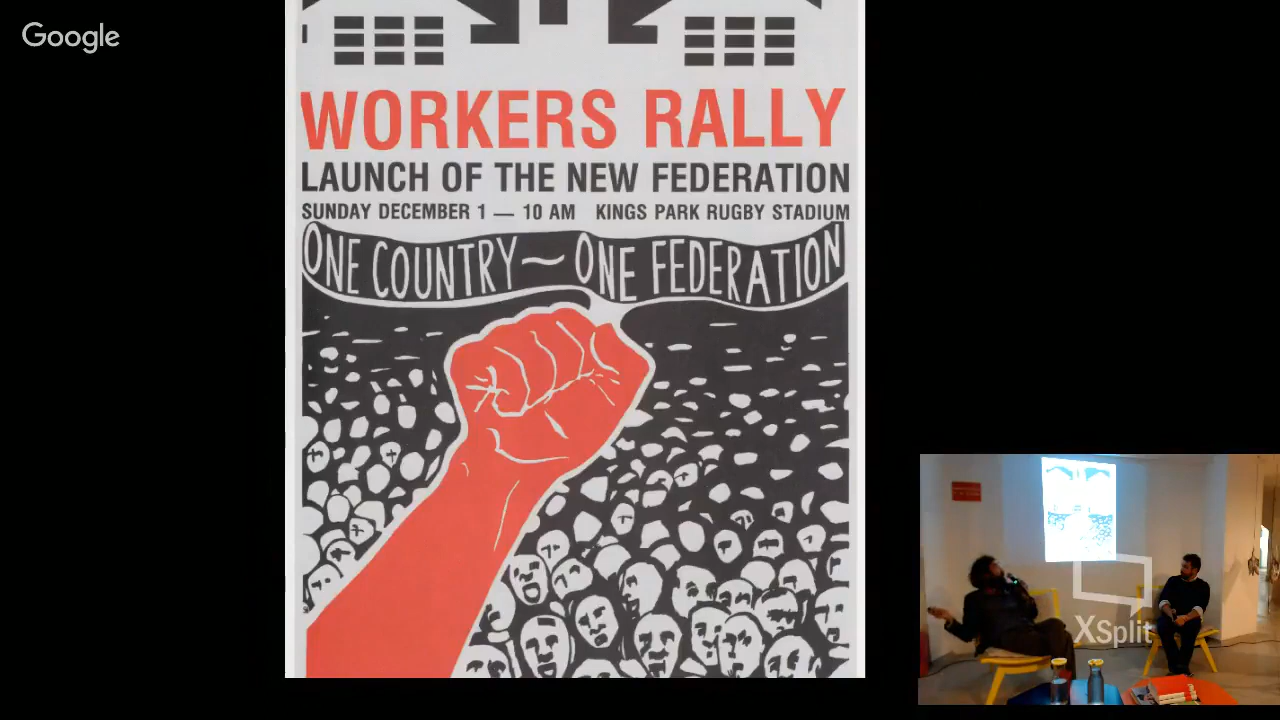 Google
WORKERS RALLY
LAUNCH OF THE NEW FEDERATION
SUNDAY DECEMBER 1 — 10 AM KINGS PARK RUGBY STADIUM
ONE COUNTRY ~ ONE FEDERATION
XSplit